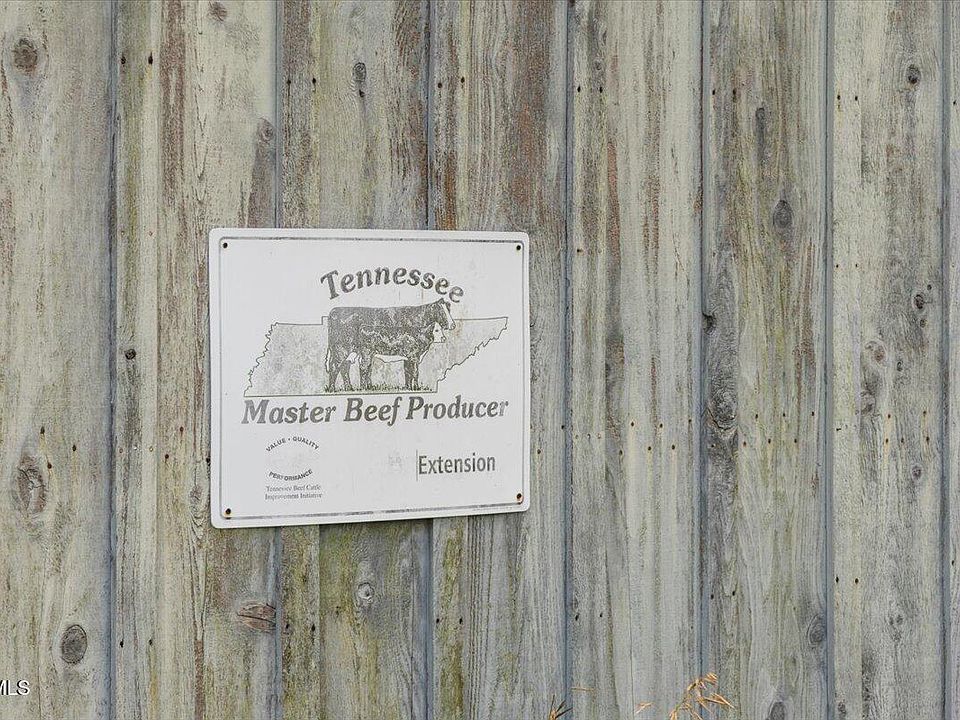 Tennessee
Master Beef Producer
VALUE • QUALITY
PERFORMANCE
Tennessee Beef Cattle
Improvement Initiative
Extension
MLS